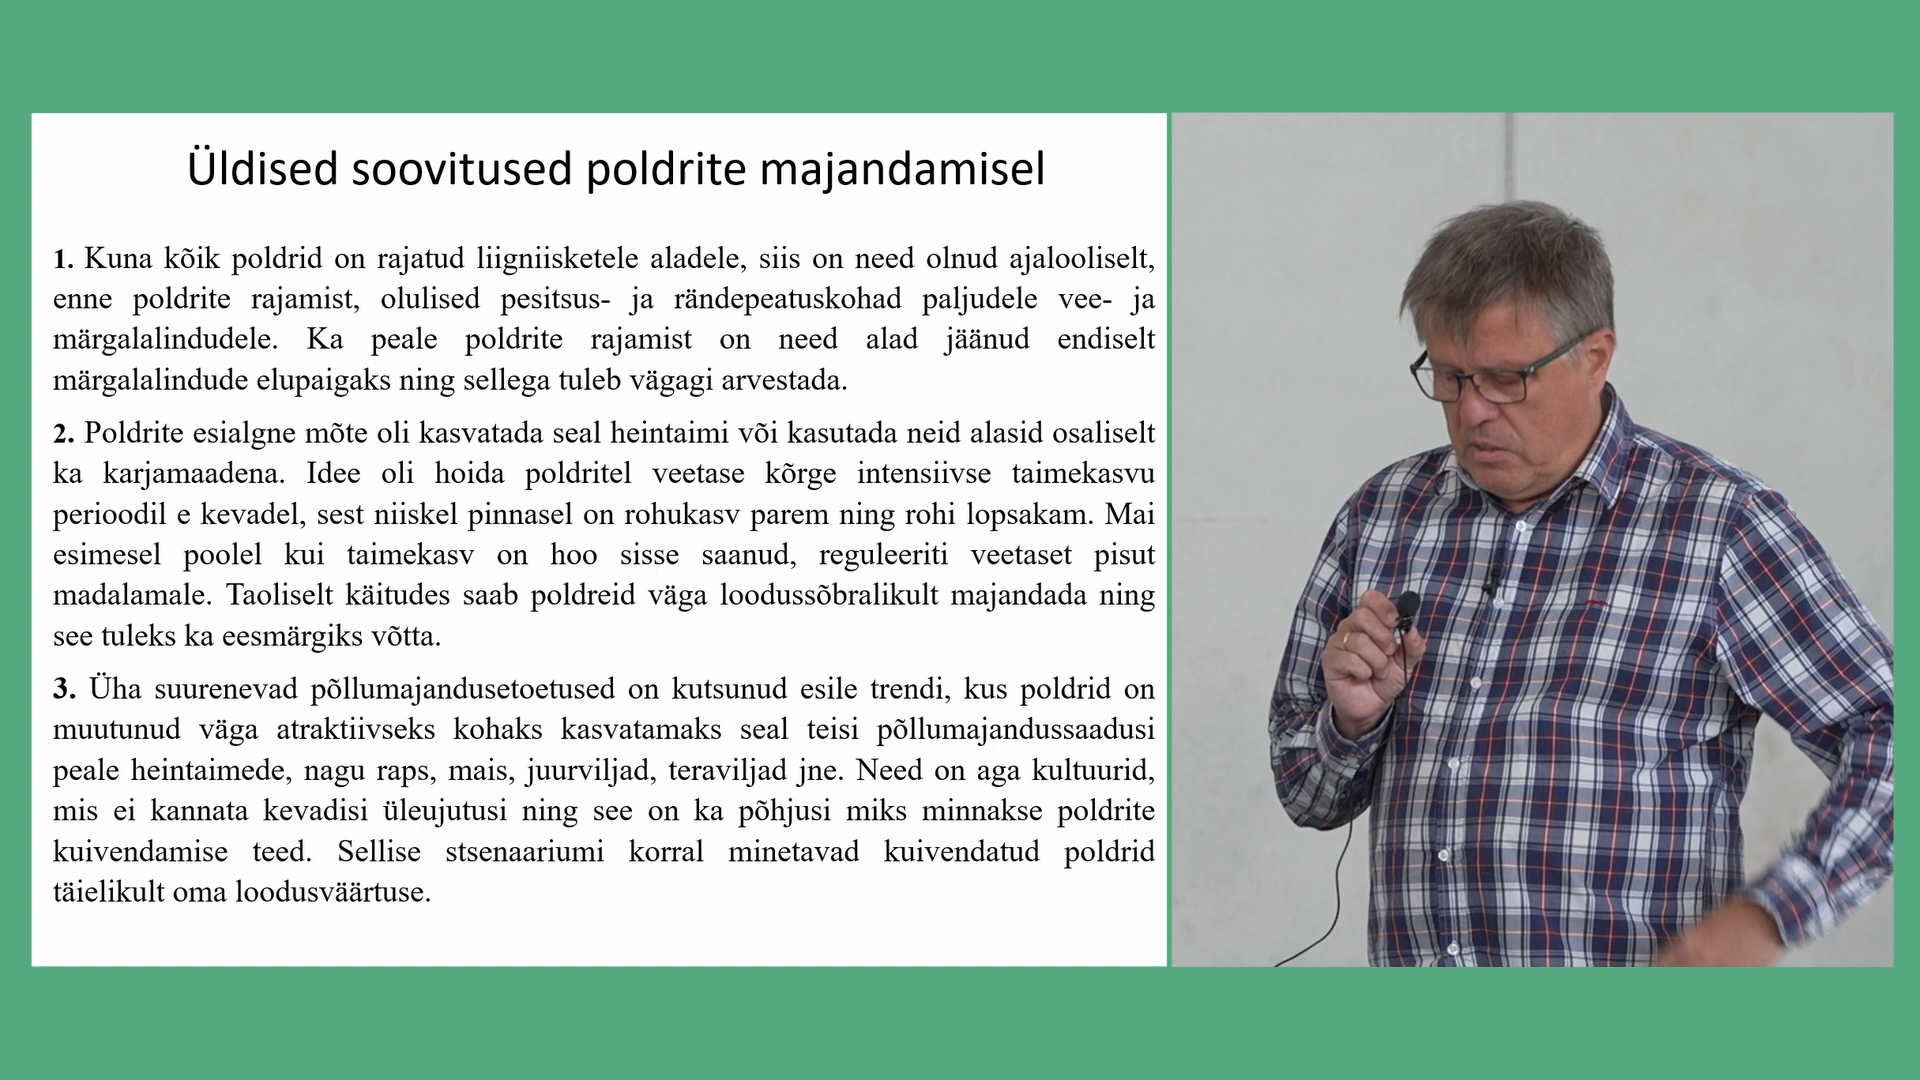 Üldised soovitused poldrite majandamisel
1. Kuna kõik poldrid on rajatud liigniisketele aladele, siis on need olnud ajalooliselt,
enne poldrite rajamist, olulised pesitsus- ja rändepeatuskohad paljudele vee- ja
märgalalindudele. Ka peale poldrite rajamist on need alad jäänud endiselt
märgalalindude elupaigaks ning sellega tuleb vägagi arvestada.
2. Poldrite esialgne mõte oli kasvatada seal heintaimi või kasutada neid alasid osaliselt
ka karjamaadena. Idee oli hoida poldritel veetase kõrge intensiivse taimekasvu
perioodil e kevadel, sest niiskel pinnasel on rohukasv parem ning rohi lopsakam. Mai
esimesel poolel kui taimekasv on hoo sisse saanud, reguleeriti veetaset pisut
madalamale. Taoliselt käitudes saab poldreid väga loodussõbralikult majandada ning
see tuleks ka eesmärgiks võtta.
3. Üha suurenevad põllumajandusetoetused on kutsunud esile trendi, kus poldrid on
muutunud väga atraktiivseks kohaks kasvatamaks seal teisi põllumajandussaadusi
peale heintaimede, nagu raps, mais, juurviljad, teraviljad jne. Need on aga kultuurid,
mis ei kannata kevadisi üleujutusi ning see on ka põhjusi miks minnakse poldrite
kuivendamise teed. Sellise stsenaariumi korral minetavad kuivendatud poldrid
täielikult oma loodusväärtuse.